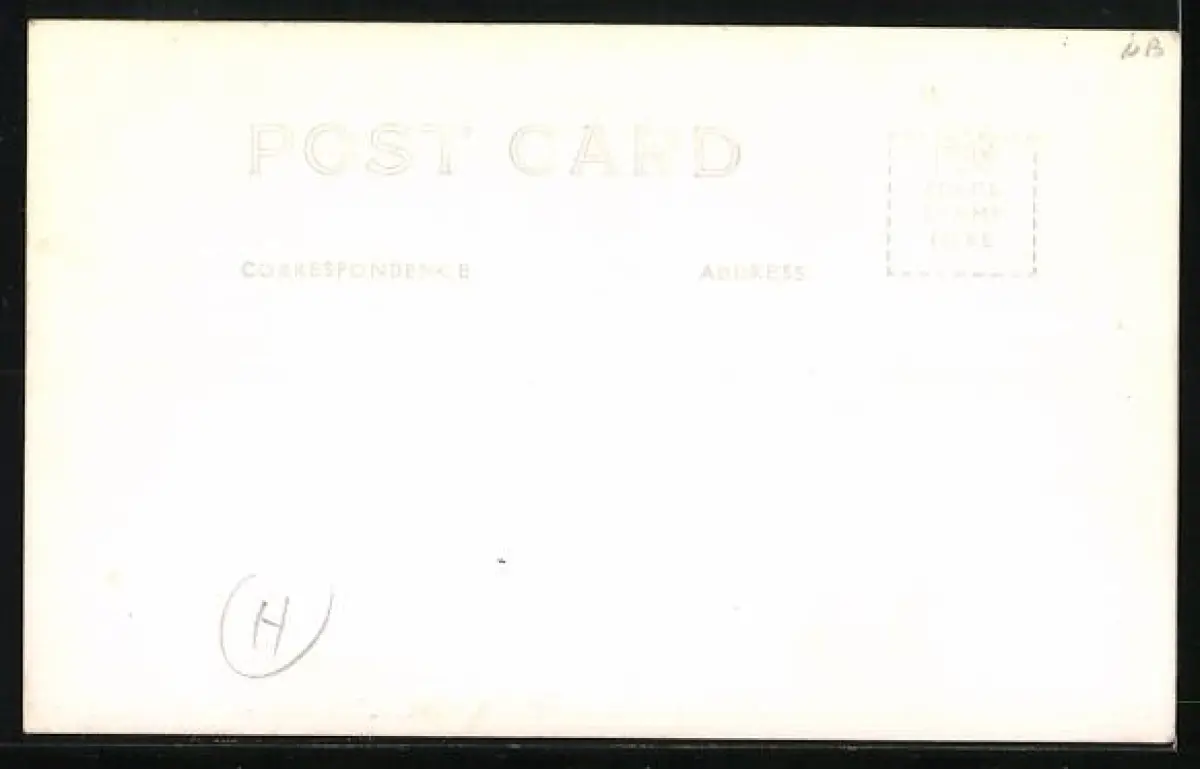 POST CARD
PLACE
STAMP
HERE
CORRESPONDENCE
ADDRESS
H